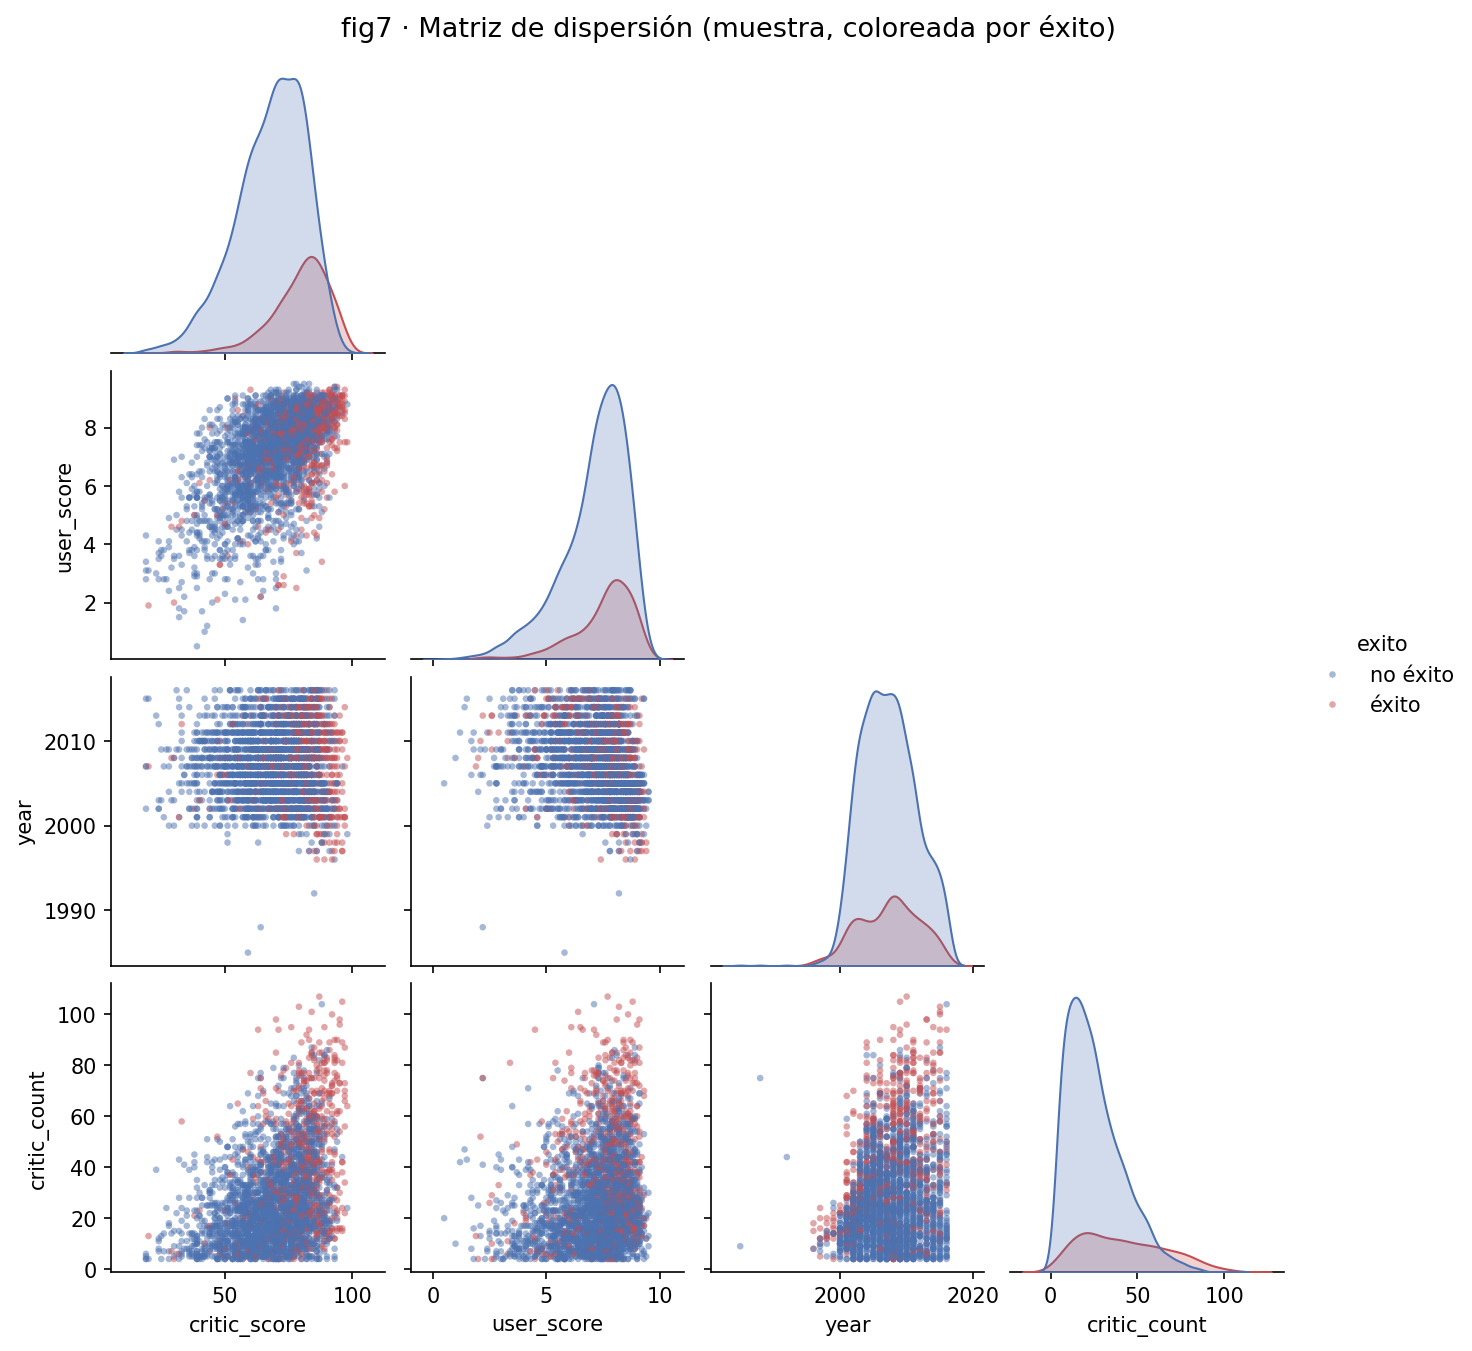 fig7 · Matriz de dispersión (muestra, coloreada por éxito)
user_score
8
6
4
2
exito
no éxito
éxito
year
2010
2000
1990
critic_count
100
80
60
40
20
0
50 100
0 5 10
2000 2020
0 50 100
critic_score
user_score
year
critic_count